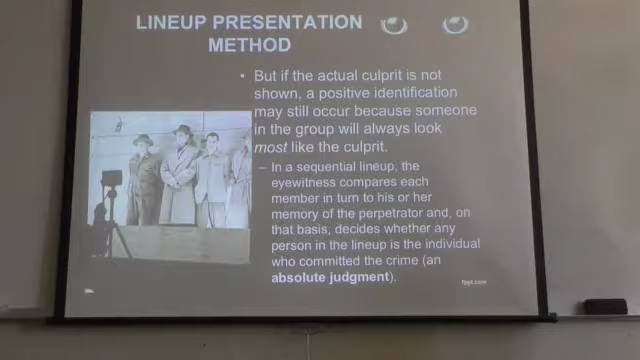 LINEUP PRESENTATION
METHOD
• But if the actual culprit is not
shown, a positive identification
may still occur because someone
in the group will always look
most like the culprit.
– In a sequential lineup, the
eyewitness compares each
member in turn to his or her
memory of the perpetrator and, on
that basis, decides whether any
person in the lineup is the individual
who committed the crime (an
absolute judgment).
fppt.com